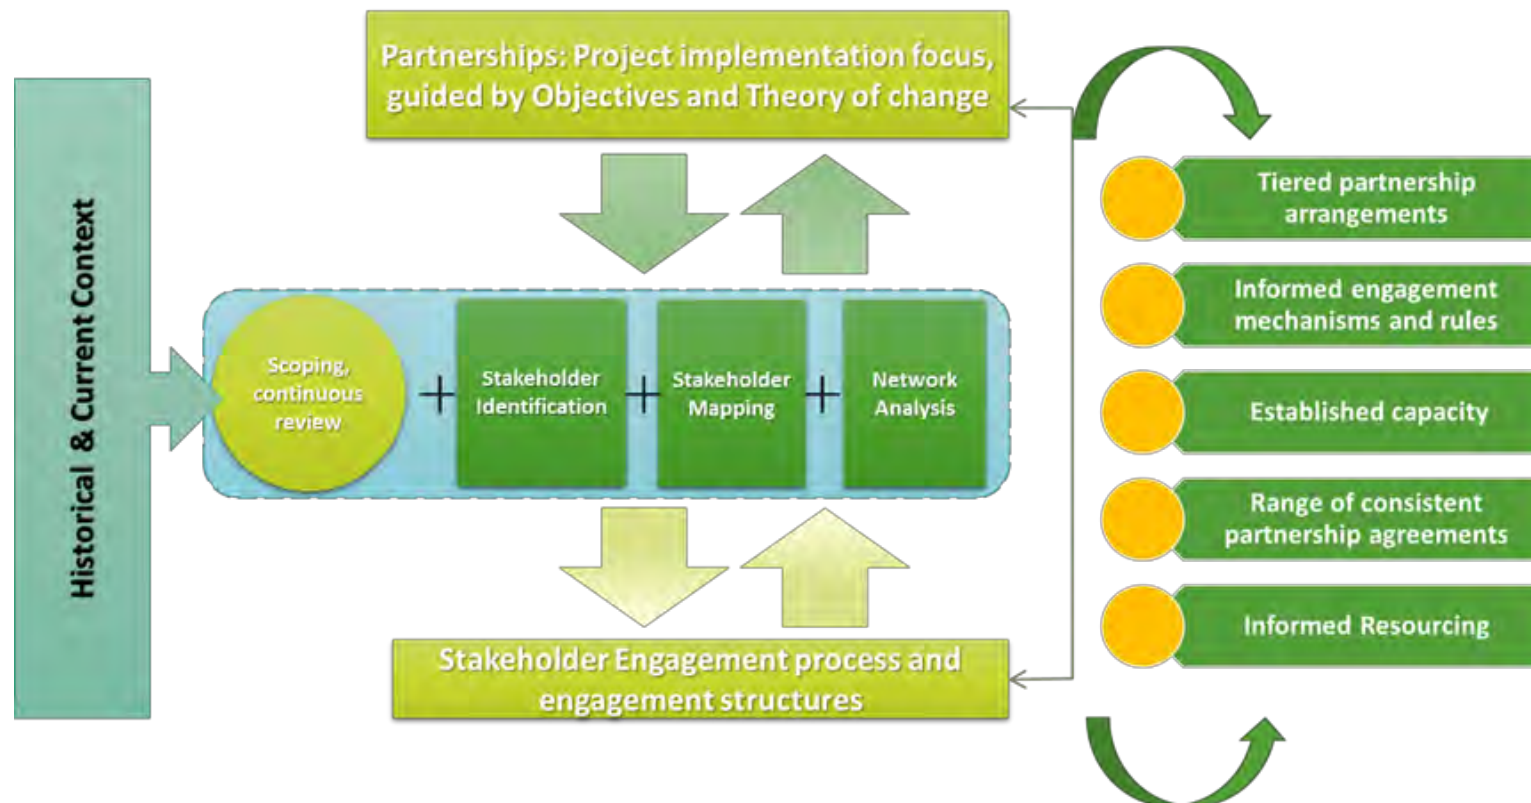 Partnerships: Project implementation focus,
guided by Objectives and Theory of change
Historical & Current Context
Scoping,
continuous
review
+
Stakeholder
Identification
+
Stakeholder
Mapping
+
Network
Analysis
Stakeholder Engagement process and
engagement structures
Tiered partnership
arrangements
Informed engagement
mechanisms and rules
Established capacity
Range of consistent
partnership agreements
Informed Resourcing